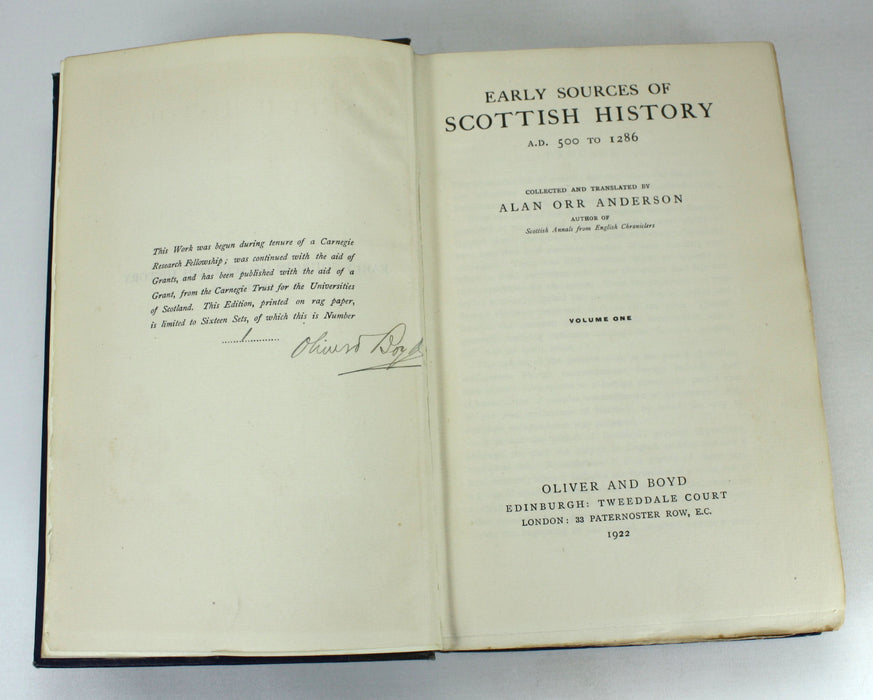 This Work was begun during tenure of a Carnegie
Research Fellowship; was continued with the aid of
Grants, and has been published with the aid of a
Grant, from the Carnegie Trust for the Universities
of Scotland. This Edition, printed on rag paper,
is limited to Sixteen Sets, of which this is Number
Oliver & Boyd
EARLY SOURCES OF
SCOTTISH HISTORY
A.D. 500 TO 1286
COLLECTED AND TRANSLATED BY
ALAN ORR ANDERSON
AUTHOR OF
Scottish Annals from English Chroniclers
VOLUME ONE
OLIVER AND BOYD
EDINBURGH: TWEEDDALE COURT
LONDON: 33 PATERNOSTER ROW, E.C.
1922